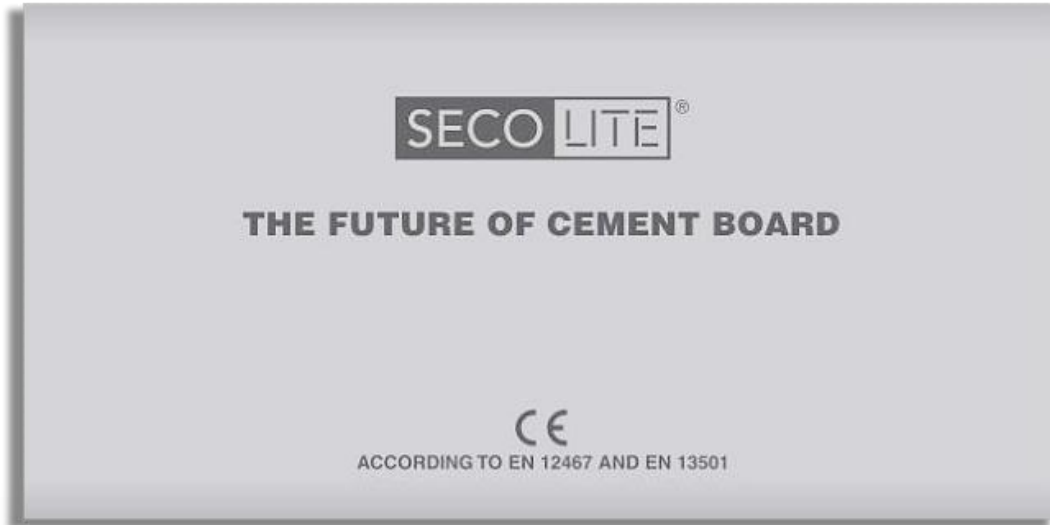 SECO LITE®
THE FUTURE OF CEMENT BOARD
CE
ACCORDING TO EN 12467 AND EN 13501